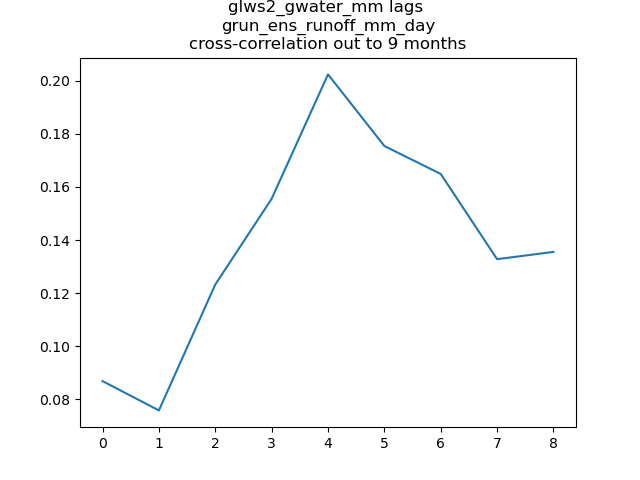 glws2_gwater_mm lags
grun_ens_runoff_mm_day
cross-correlation out to 9 months
0.20
0.18
0.16
0.14
0.12
0.10
0.08
0 1 2 3 4 5 6 7 8